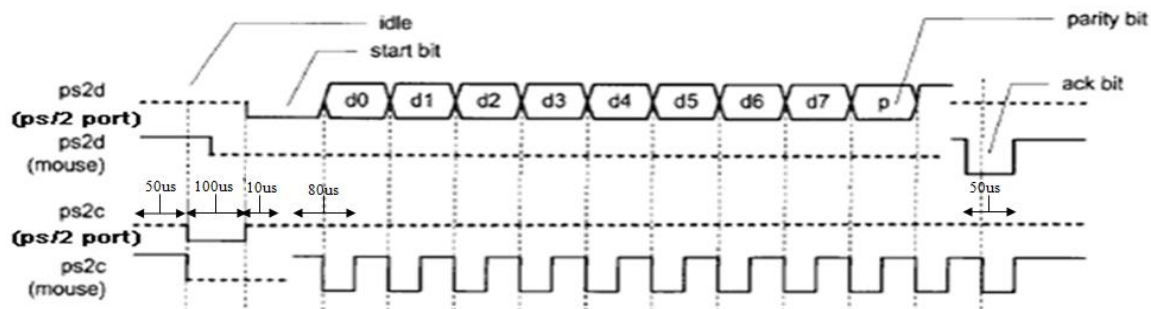 idle
parity bit
start bit
ack bit
ps2d
(ps/2 port)
d0 d1 d2 d3 d4 d5 d6 d7 p
ps2d
(mouse)
50us 100us 10us 80us 50us
ps2c
(ps/2 port)
ps2c
(mouse)